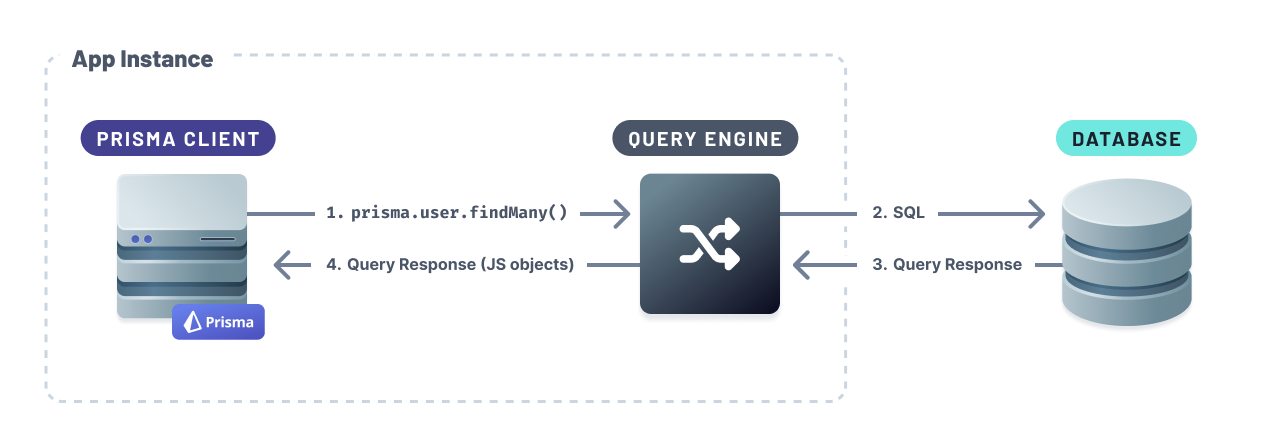 App Instance
PRISMA CLIENT
QUERY ENGINE
DATABASE
1. prisma.user.findMany()
2. SQL
4. Query Response (JS objects)
3. Query Response
Prisma